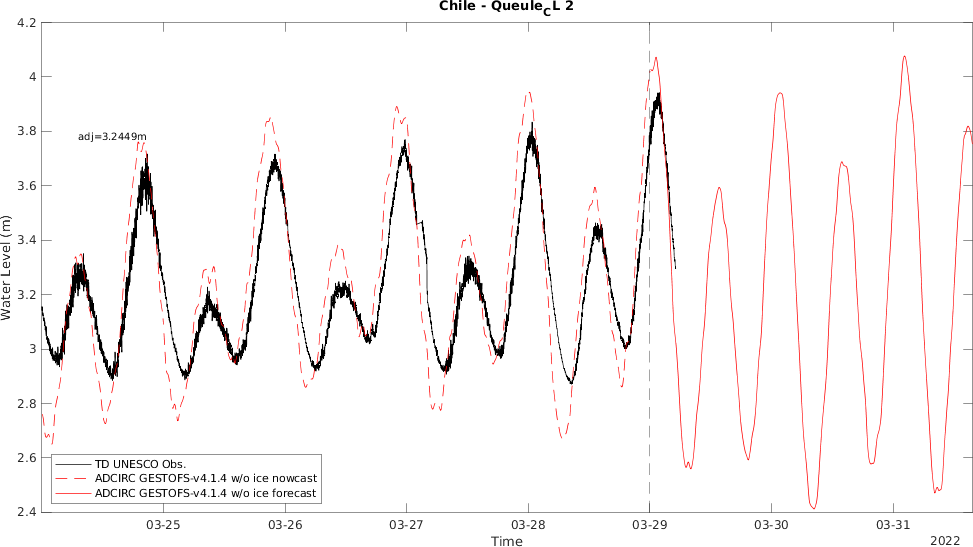 Chile - Queule_C L 2
4.2
4
3.8
3.6
3.4
3.2
3
2.8
2.6
2.4
Water Level (m)
adj=3.2449m
TD UNESCO Obs.
ADCIRC GESTOFS-v4.1.4 w/o ice nowcast
ADCIRC GESTOFS-v4.1.4 w/o ice forecast
03-25 03-26 03-27 03-28 03-29 03-30 03-31
Time
2022